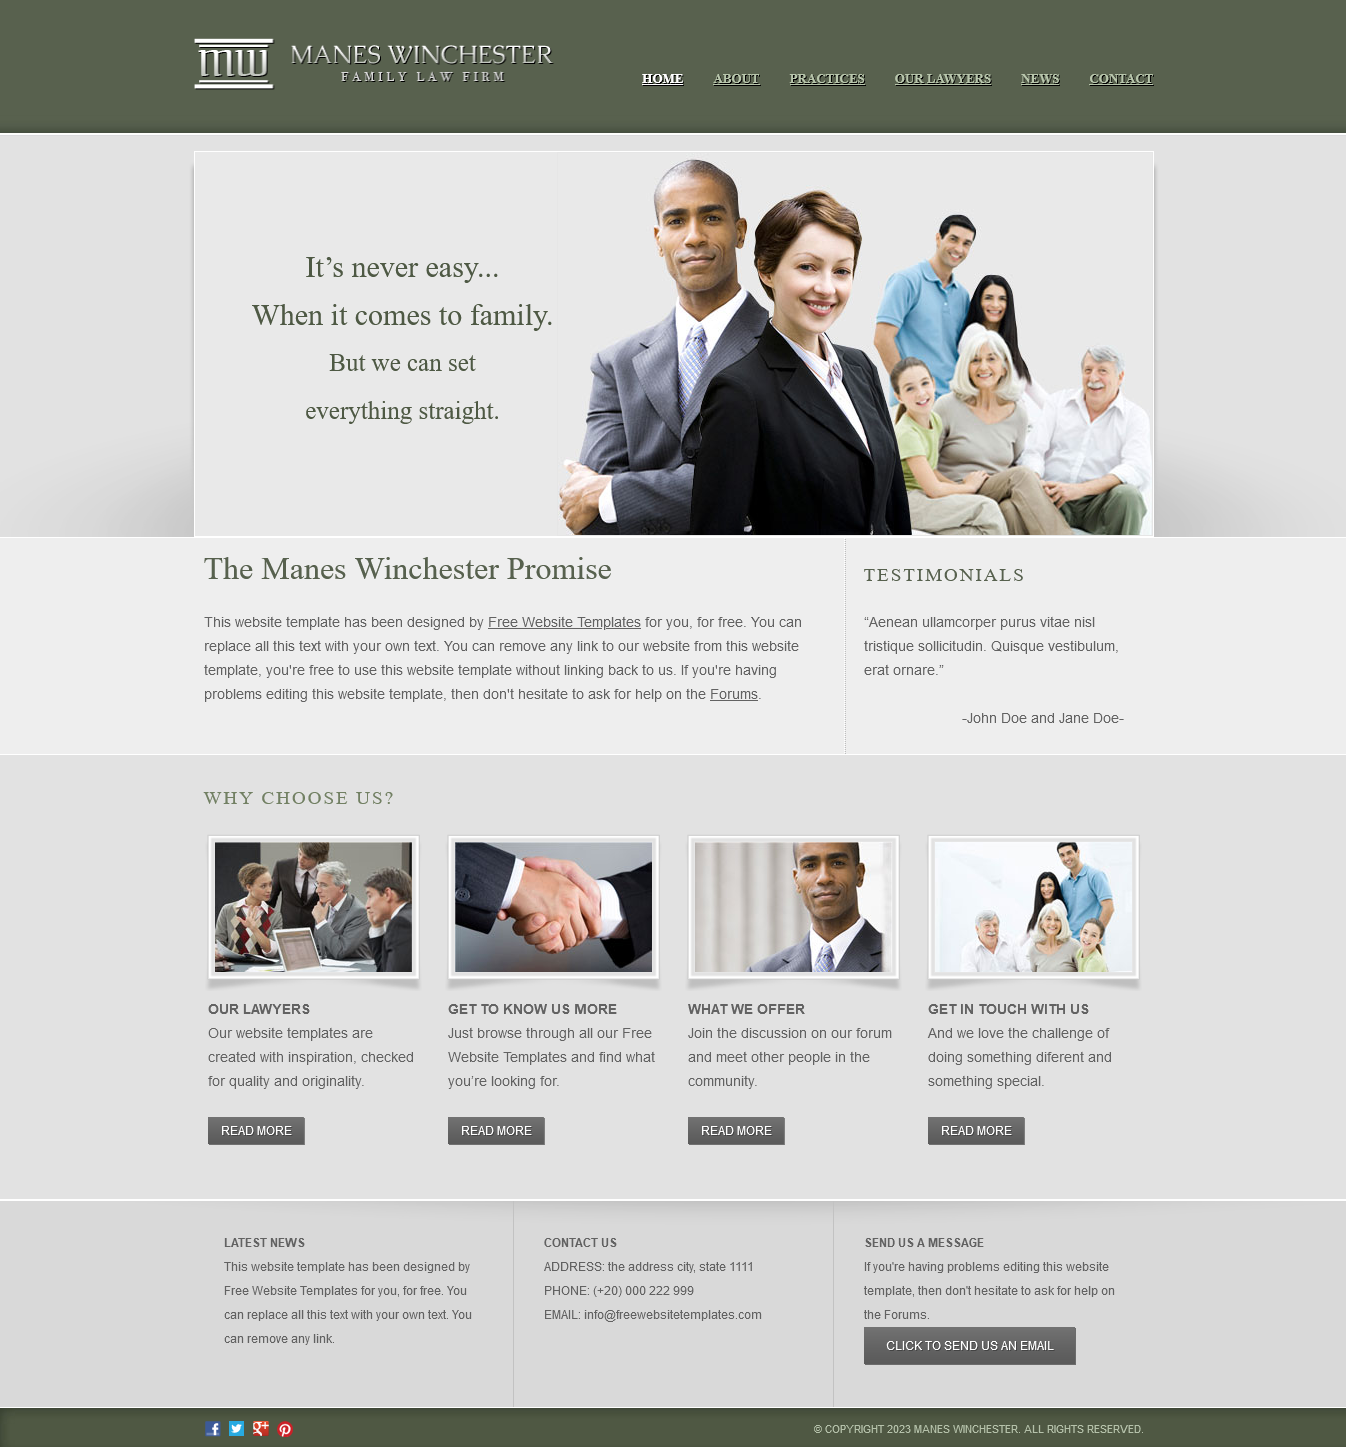 mw MANES WINCHESTER
FAMILY LAW FIRM
HOME ABOUT PRACTICES OUR LAWYERS NEWS CONTACT
It’s never easy...
When it comes to family.
But we can set
everything straight.
The Manes Winchester Promise
This website template has been designed by Free Website Templates for you, for free. You can
replace all this text with your own text. You can remove any link to our website from this website
template, you're free to use this website template without linking back to us. If you're having
problems editing this website template, then don't hesitate to ask for help on the Forums.
TESTIMONIALS
“Aenean ullamcorper purus vitae nisl
tristique sollicitudin. Quisque vestibulum,
erat ornare.”
-John Doe and Jane Doe-
WHY CHOOSE US?
OUR LAWYERS
Our website templates are
created with inspiration, checked
for quality and originality.
READ MORE
GET TO KNOW US MORE
Just browse through all our Free
Website Templates and find what
you’re looking for.
READ MORE
WHAT WE OFFER
Join the discussion on our forum
and meet other people in the
community.
READ MORE
GET IN TOUCH WITH US
And we love the challenge of
doing something diferent and
something special.
READ MORE
LATEST NEWS
This website template has been designed by
Free Website Templates for you, for free. You
can replace all this text with your own text. You
can remove any link.
CONTACT US
ADDRESS: the address city, state 1111
PHONE: (+20) 000 222 999
EMAIL: info@freewebsitetemplates.com
SEND US A MESSAGE
If you're having problems editing this website
template, then don't hesitate to ask for help on
the Forums.
CLICK TO SEND US AN EMAIL
© COPYRIGHT 2023 MANES WINCHESTER. ALL RIGHTS RESERVED.